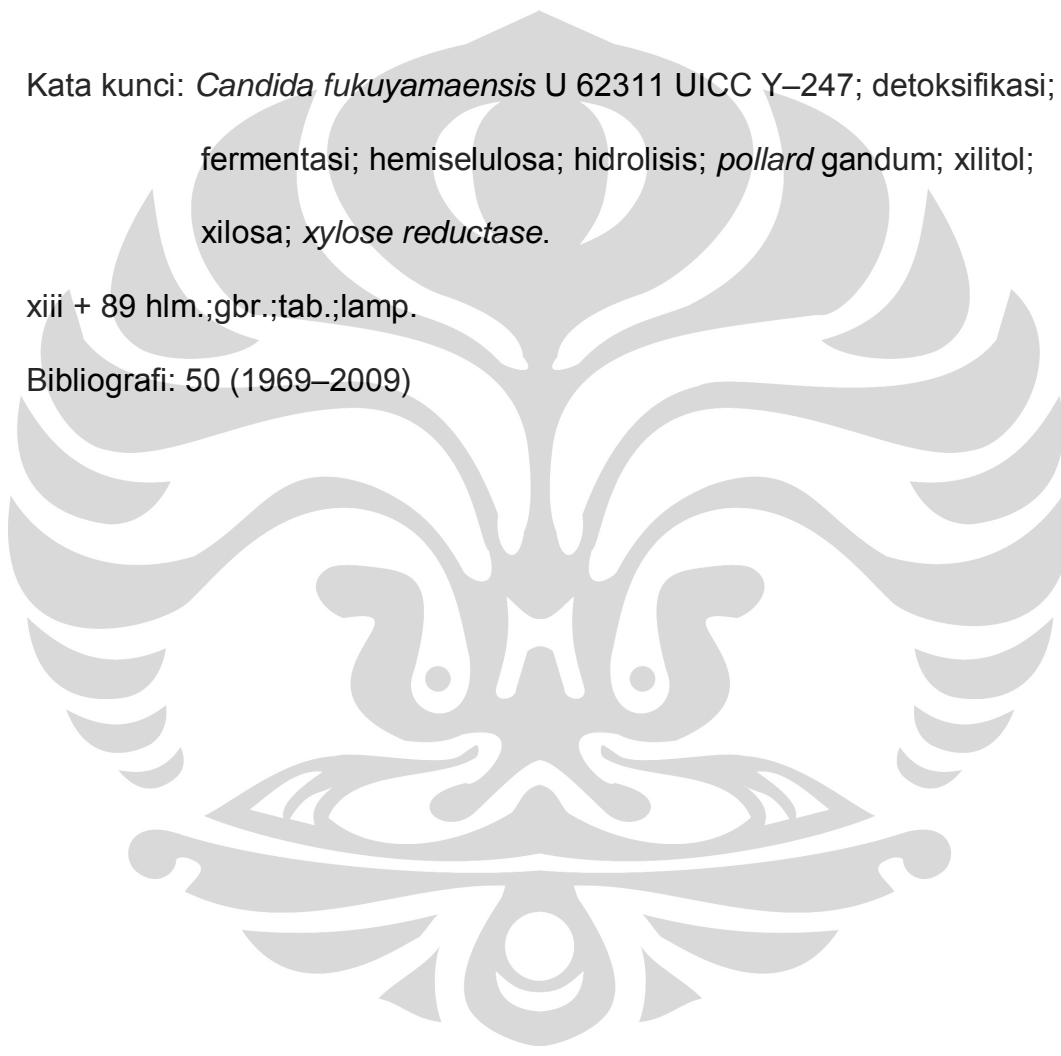 Kata kunci: Candida fukuyamaensis U 62311 UICC Y–247; detoksifikasi;
fermentasi; hemiselulosa; hidrolisis; pollard gandum; xilitol;
xilosa; xylose reductase.
xiii + 89 hlm.;gbr.;tab.;lamp.
Bibliografi: 50 (1969–2009)